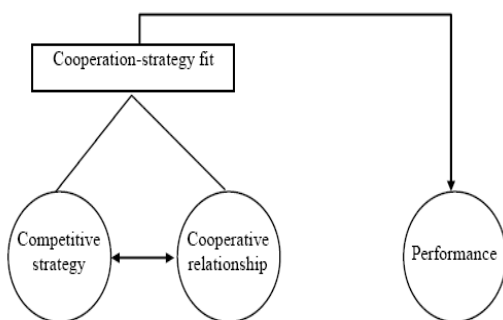 Cooperation-strategy fit
Competitive
strategy
Cooperative
relationship
Performance